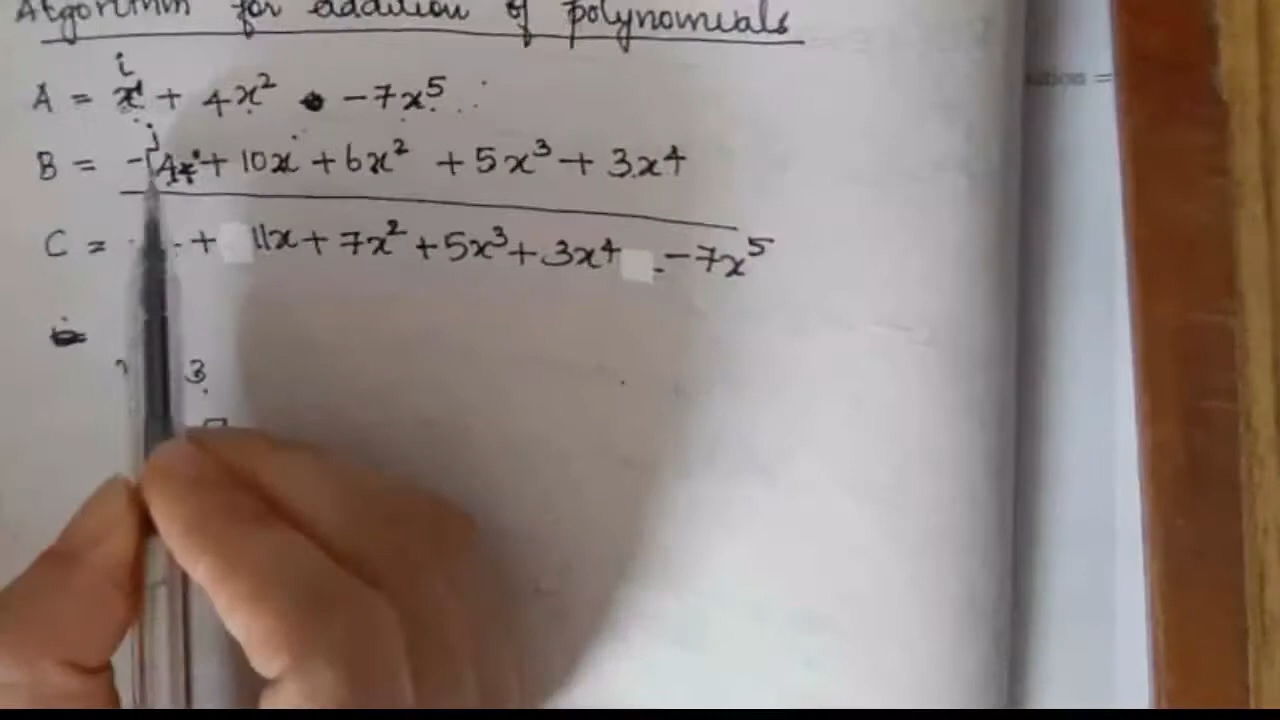 Algorithm for addition of polynomials
i
A = x + 4x² -7x⁵
j
B = -4 + 10x + 6x² + 5x³ + 3x⁴
C = + 11x + 7x² + 5x³ + 3x⁴ -7x⁵
3